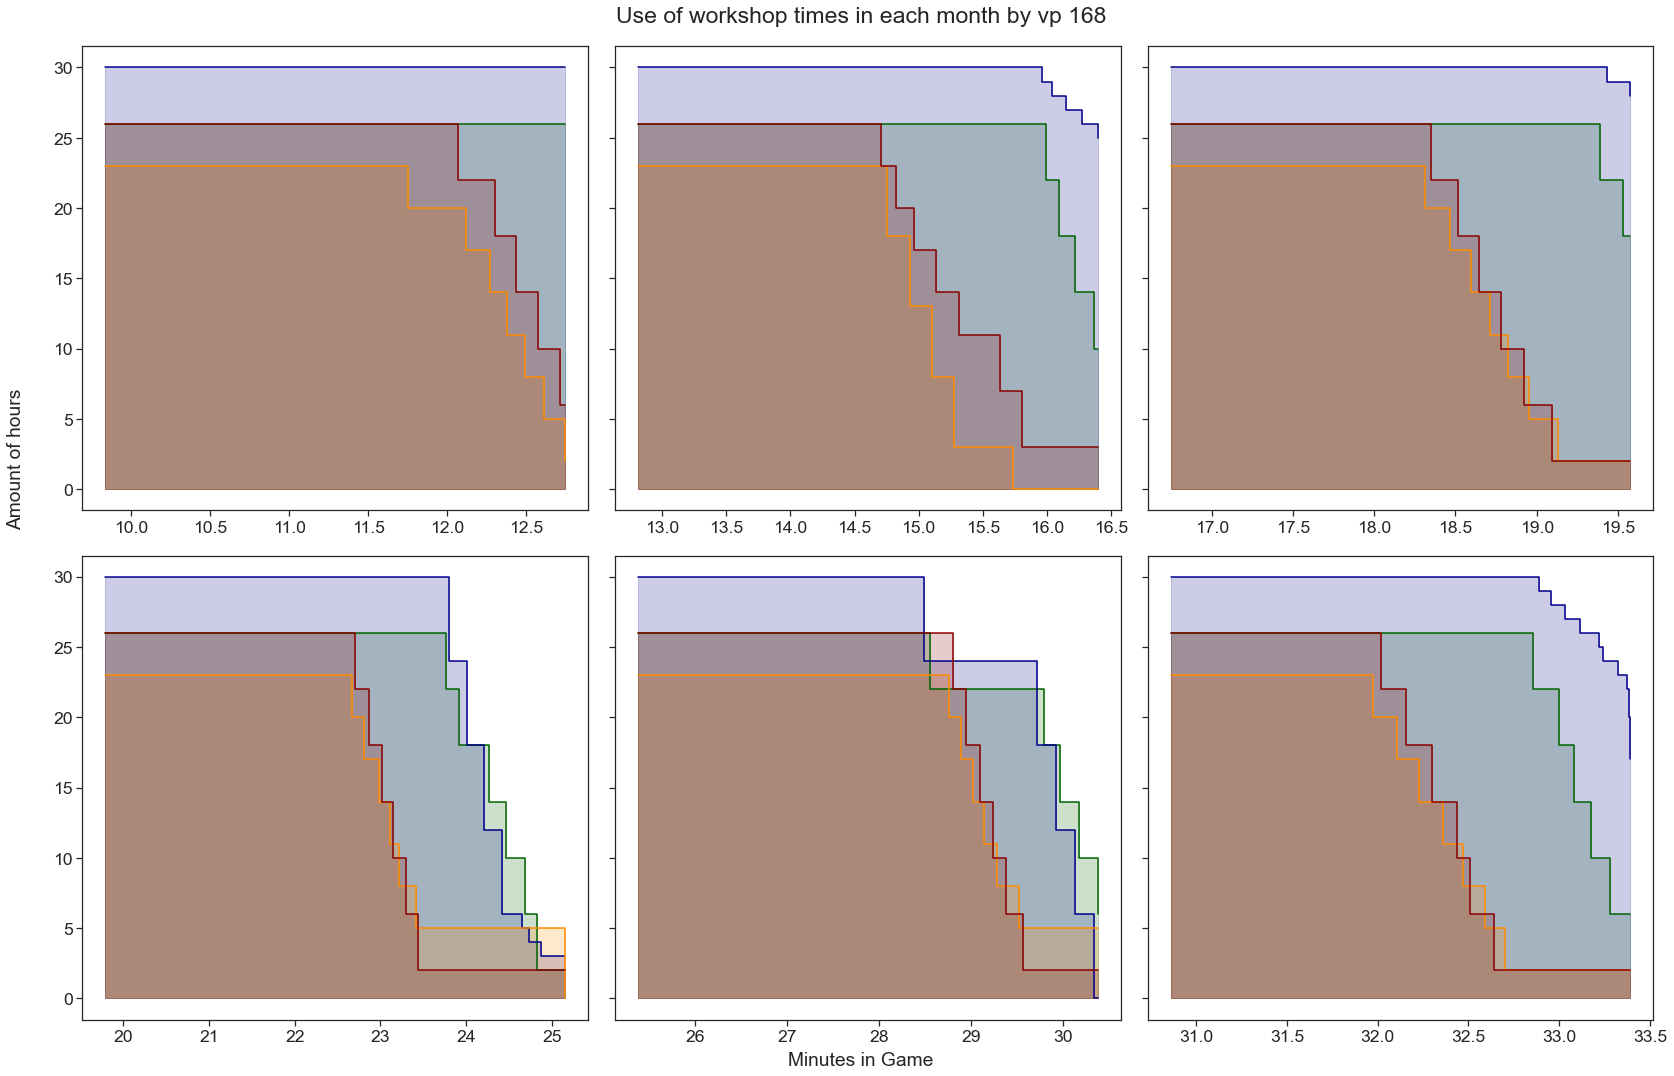 Use of workshop times in each month by vp 168
Amount of hours
30
25
20
15
10
5
0
10.0 10.5 11.0 11.5 12.0 12.5
13.0 13.5 14.0 14.5 15.0 15.5 16.0 16.5
17.0 17.5 18.0 18.5 19.0 19.5
30
25
20
15
10
5
0
20 21 22 23 24 25
26 27 28 29 30
31.0 31.5 32.0 32.5 33.0 33.5
Minutes in Game